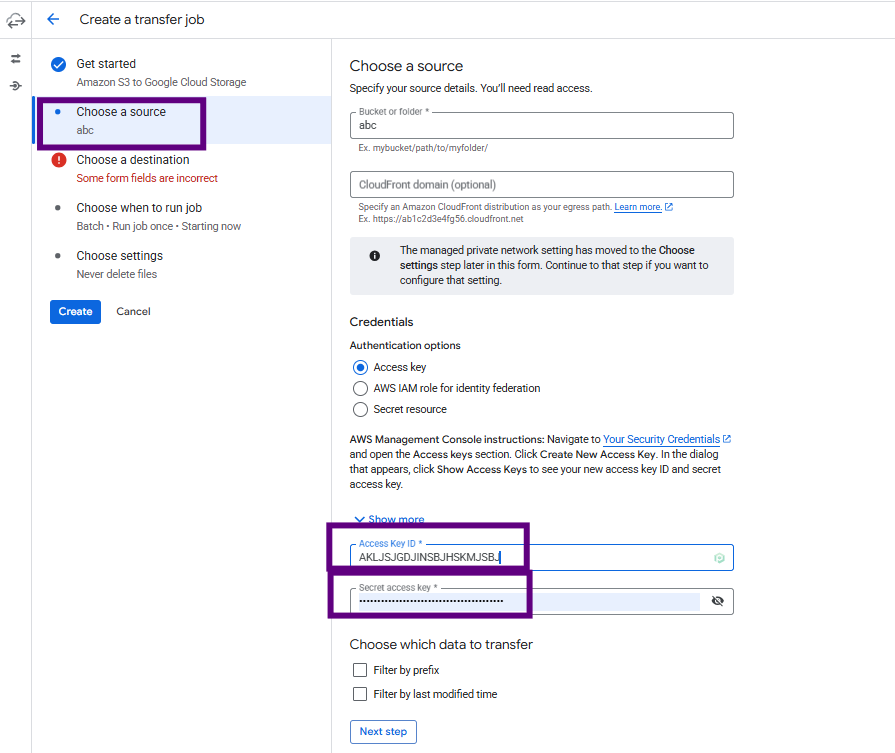 Create a transfer job
Get started
Amazon S3 to Google Cloud Storage
Choose a source
abc
Choose a destination
Some form fields are incorrect
Choose when to run job
Batch • Run job once • Starting now
Choose settings
Never delete files
Create
Cancel
Choose a source
Specify your source details. You'll need read access.
Bucket or folder *
abc
Ex. mybucket/path/to/myfolder/
CloudFront domain (optional)
Specify an Amazon CloudFront distribution as your egress path. Learn more.
Ex. https://ab1c2d3e4fg56.cloudfront.net
The managed private network setting has moved to the Choose
settings step later in this form. Continue to that step if you want to
configure that setting.
Credentials
Authentication options
Access key
AWS IAM role for identity federation
Secret resource
AWS Management Console instructions: Navigate to Your Security Credentials
and open the Access keys section. Click Create New Access Key. In the dialog
that appears, click Show Access Keys to see your new access key ID and secret
access key.
Show more
Access Key ID *
AKLJSJGDJINSBJHSKMJSBJ
Secret access key *
Choose which data to transfer
Filter by prefix
Filter by last modified time
Next step